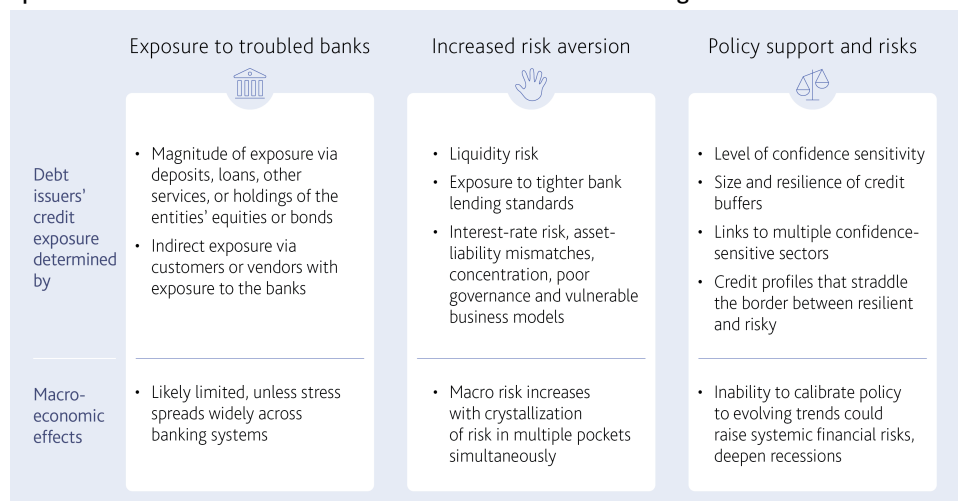 Exposure to troubled banks
Increased risk aversion
Policy support and risks
Debt
issuers'
credit
exposure
determined
by
• Magnitude of exposure via
deposits, loans, other
services, or holdings of the
entities' equities or bonds
• Indirect exposure via
customers or vendors with
exposure to the banks
• Liquidity risk
• Exposure to tighter bank
lending standards
• Interest-rate risk, asset-
liability mismatches,
concentration, poor
governance and vulnerable
business models
• Level of confidence sensitivity
• Size and resilience of credit
buffers
• Links to multiple confidence-
sensitive sectors
• Credit profiles that straddle
the border between resilient
and risky
Macro-
economic
effects
• Likely limited, unless stress
spreads widely across
banking systems
• Macro risk increases
with crystallization
of risk in multiple pockets
simultaneously
• Inability to calibrate policy
to evolving trends could
raise systemic financial risks,
deepen recessions